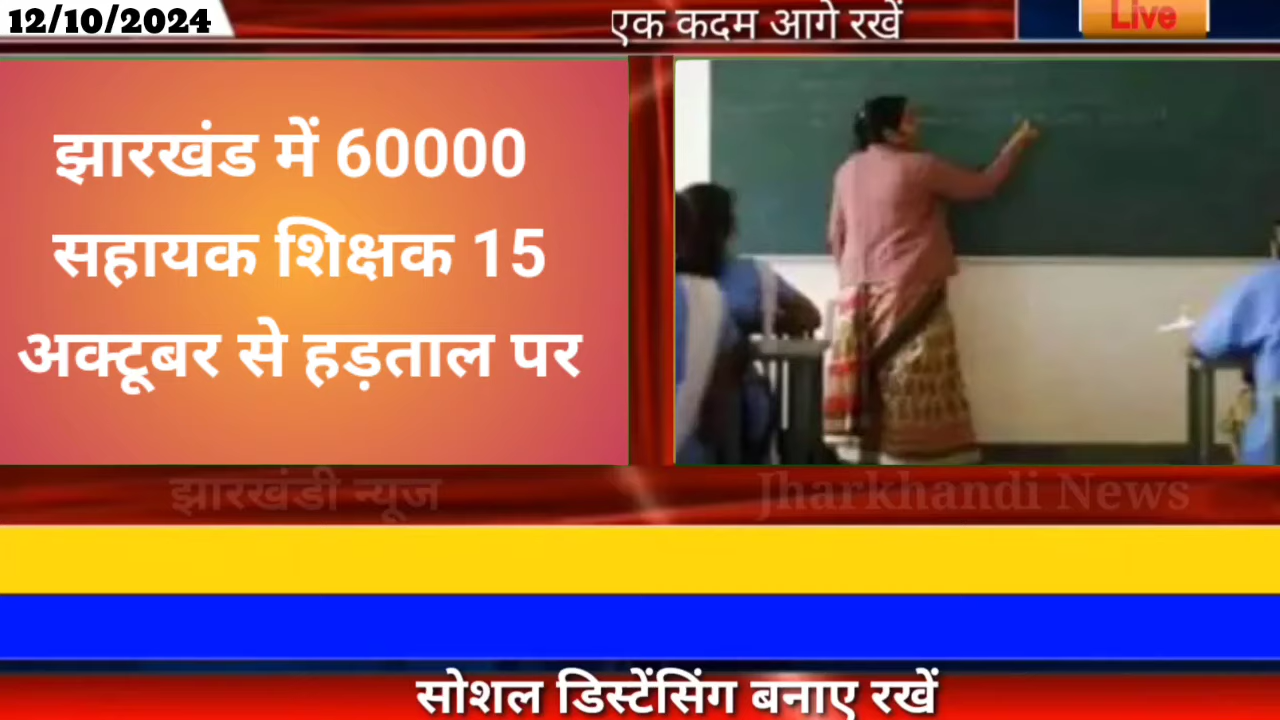 12/10/2024
एक कदम आगे रखें
Live
झारखंड में 60000
सहायक शिक्षक 15
अक्टूबर से हड़ताल पर
झारखंडी न्यूज
Jharkhandi News
सोशल डिस्टेंसिंग बनाए रखें